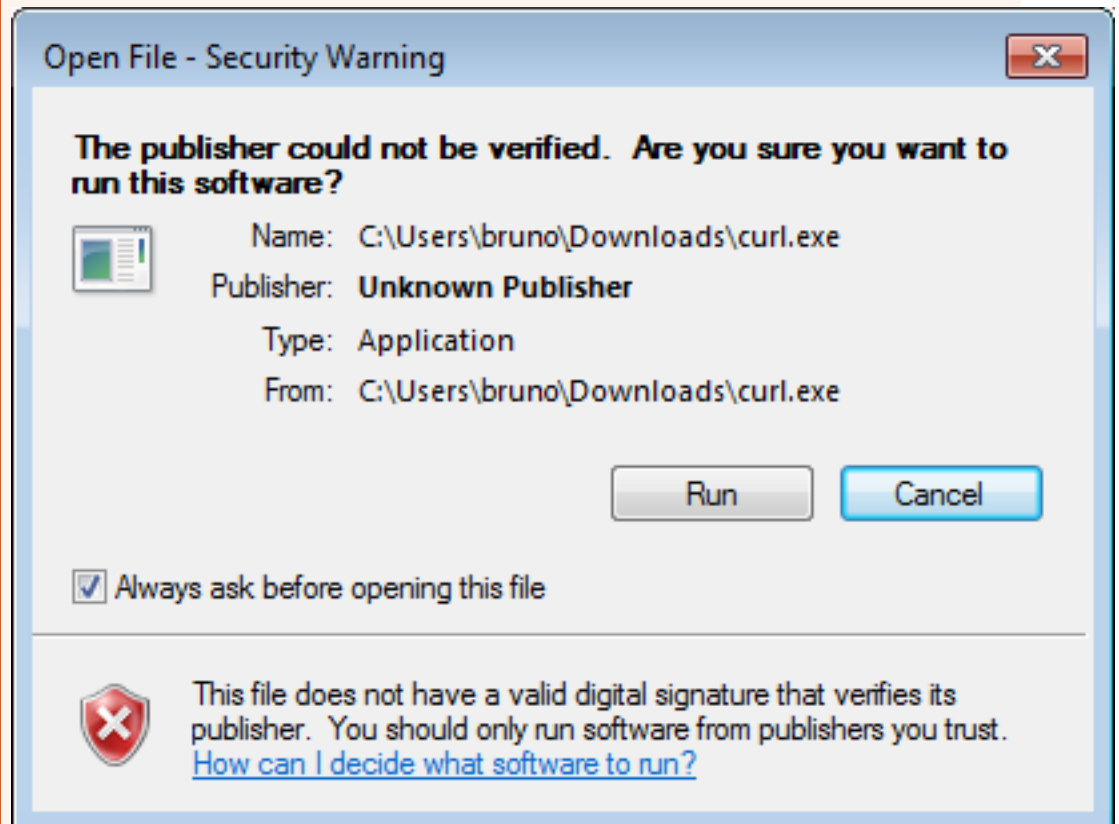 Open File - Security Warning
The publisher could not be verified.  Are you sure you want to
run this software?
Name: C:\Users\bruno\Downloads\curl.exe
Publisher: Unknown Publisher
Type: Application
From: C:\Users\bruno\Downloads\curl.exe
Run Cancel
Always ask before opening this file
This file does not have a valid digital signature that verifies its
publisher.  You should only run software from publishers you trust.
How can I decide what software to run?